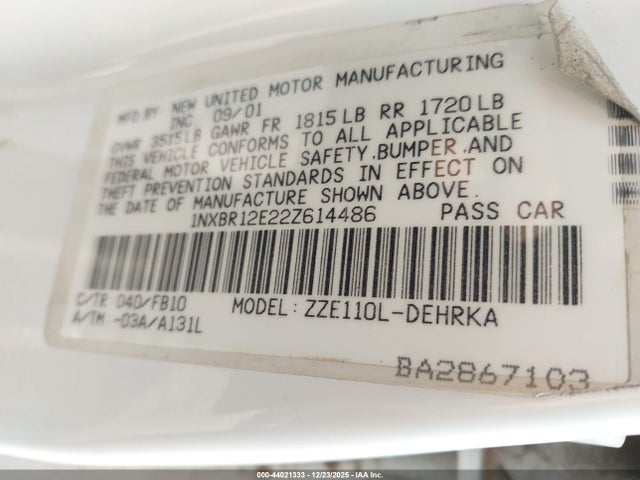 MFD BY: NEW UNITED MOTOR MANUFACTURING
INC. 09/01
GVWR 3515LB GAWR FR 1815LB RR 1720LB
THIS VEHICLE CONFORMS TO ALL APPLICABLE
FEDERAL MOTOR VEHICLE SAFETY,BUMPER,AND
THEFT PREVENTION STANDARDS IN EFFECT ON
THE DATE OF MANUFACTURE SHOWN ABOVE.
1NXBR12E22Z614486 PASS CAR
C/TR 040/FB10 MODEL: ZZE110L-DEHRKA
A/TM -03A/A131L
BA2867103
000-44021333 - 12/23/2025 - IAA Inc.